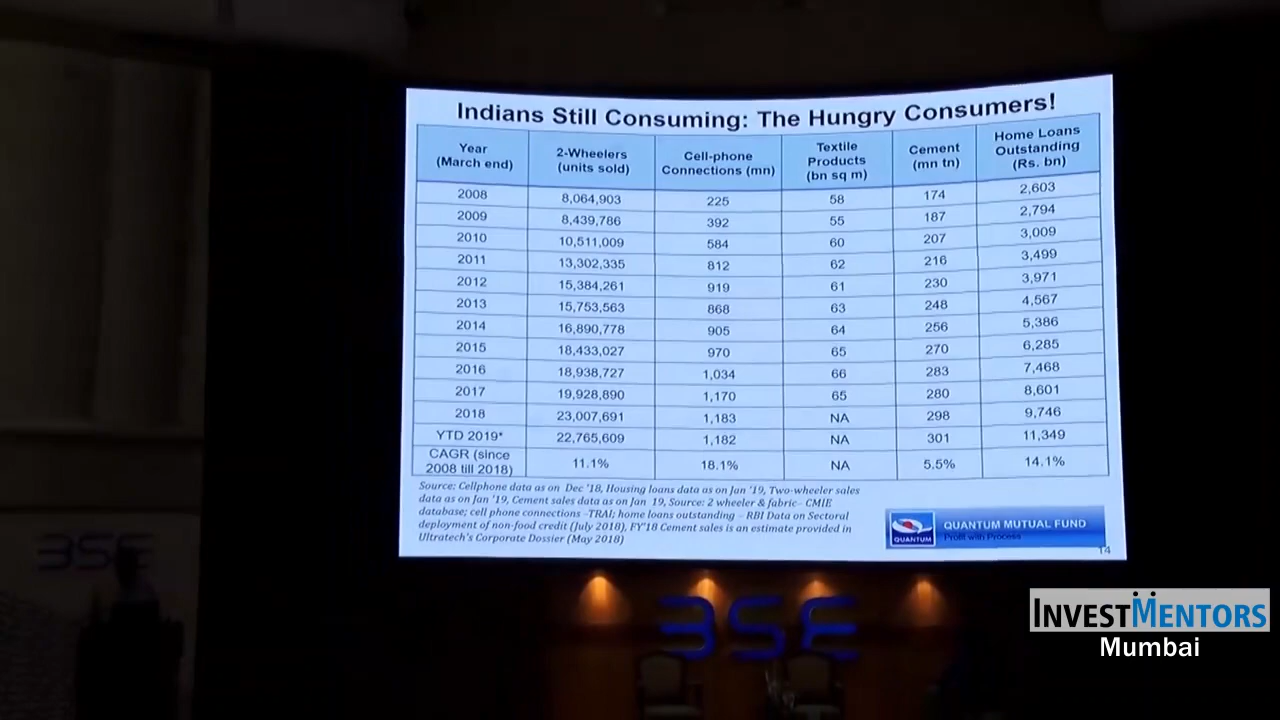 Indians Still Consuming: The Hungry Consumers!
Year (March end) 2-Wheelers (units sold) Cell-phone Connections (mn) Textile Products (bn sq m) Cement (mn tn) Home Loans Outstanding (Rs. bn)
2008 8,064,903 225 58 174 2,603
2009 8,439,786 392 55 187 2,794
2010 10,511,009 584 60 207 3,009
2011 13,302,335 812 62 216 3,499
2012 15,384,261 919 61 230 3,971
2013 15,753,563 868 63 248 4,567
2014 16,890,778 905 64 256 5,386
2015 18,433,027 970 65 270 6,285
2016 18,938,727 1,034 66 283 7,468
2017 19,928,890 1,170 65 280 8,601
2018 23,007,691 1,183 NA 298 9,746
YTD 2019* 22,765,609 1,182 NA 301 11,349
CAGR (since 2008 till 2018) 11.1% 18.1% NA 5.5% 14.1%
Source: Cellphone data as on Dec '18, Housing loans data as on Jan '19, Two-wheeler sales
data as on Jan '19, Cement sales data as on Jan 19, Source: 2 wheeler & fabric– CMIE
database; cell phone connections –TRAI; home loans outstanding – RBI Data on Sectoral
deployment of non-food credit (July 2018), FY'18 Cement sales is an estimate provided in
Ultratech's Corporate Dossier (May 2018)
QUANTUM
QUANTUM MUTUAL FUND
Profit with Process
14
BSE
BSE
INVESTMENTORS
Mumbai